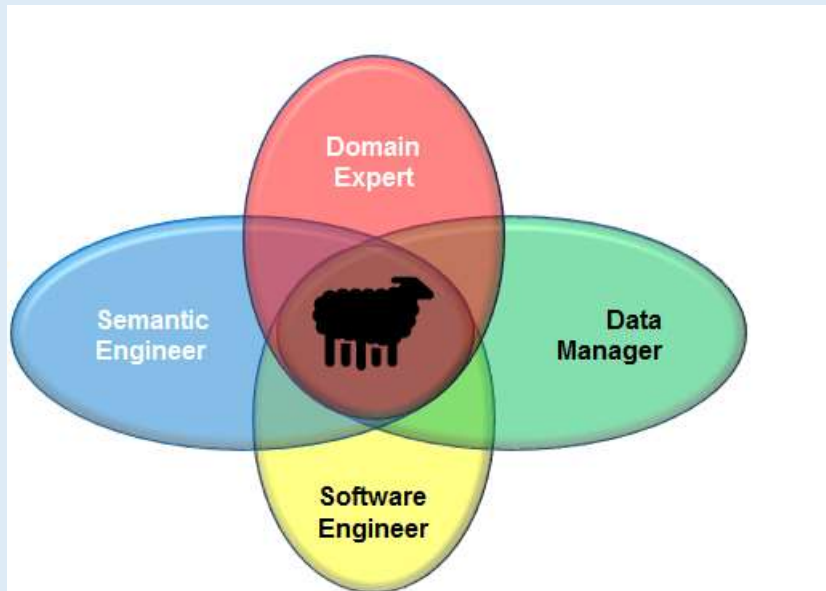 Domain
Expert
Semantic
Engineer
Data
Manager
Software
Engineer